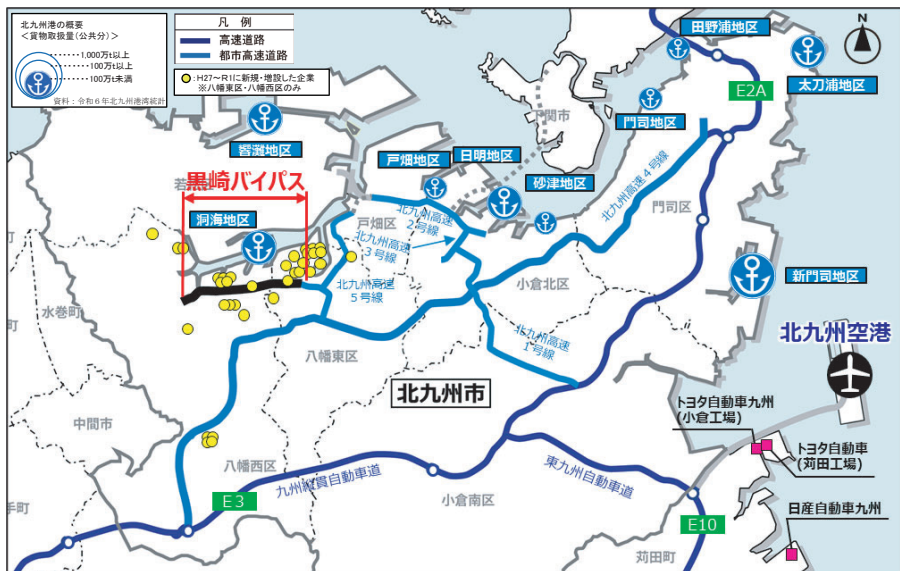 北九州港の概要
＜貨物取扱量（公共分）＞
1,000万t以上
100万t以上
100万t未満
資料：令和６年北九州港湾統計
凡　例
高速道路
都市高速道路
：H27～R1に新規・増設した企業
※八幡東区・八幡西区のみ
N
田野浦地区
太刀浦地区
E2A
下関市
門司地区
響灘地区
戸畑地区
日明地区
砂津地区
黒崎バイパス
若
洞海地区
戸畑区
北九州高速
2号線
北九州高速
3号線
北九州高速
5号線
北九州高速4号線
門司区
新門司地区
小倉北区
北九州高速
1号線
水巻町
町
八幡東区
北九州市
北九州空港
中間市
トヨタ自動車九州
(小倉工場)
トヨタ自動車
(苅田工場)
八幡西区
九州縦貫自動車道
東九州自動車道
E3
小倉南区
手町
E10
日産自動車九州
苅田町